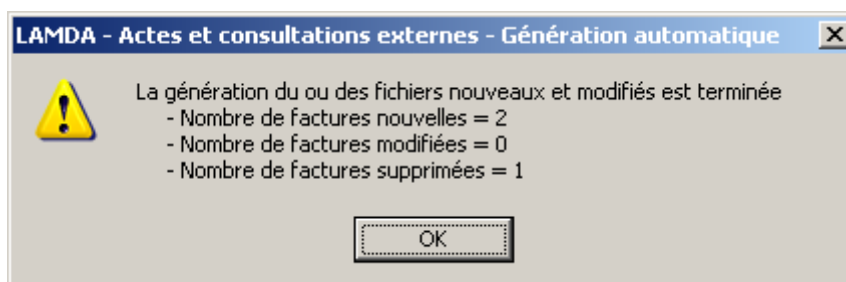 LAMDA - Actes et consultations externes - Génération automatique
La génération du ou des fichiers nouveaux et modifiés est terminée
- Nombre de factures nouvelles = 2
- Nombre de factures modifiées = 0
- Nombre de factures supprimées = 1
OK